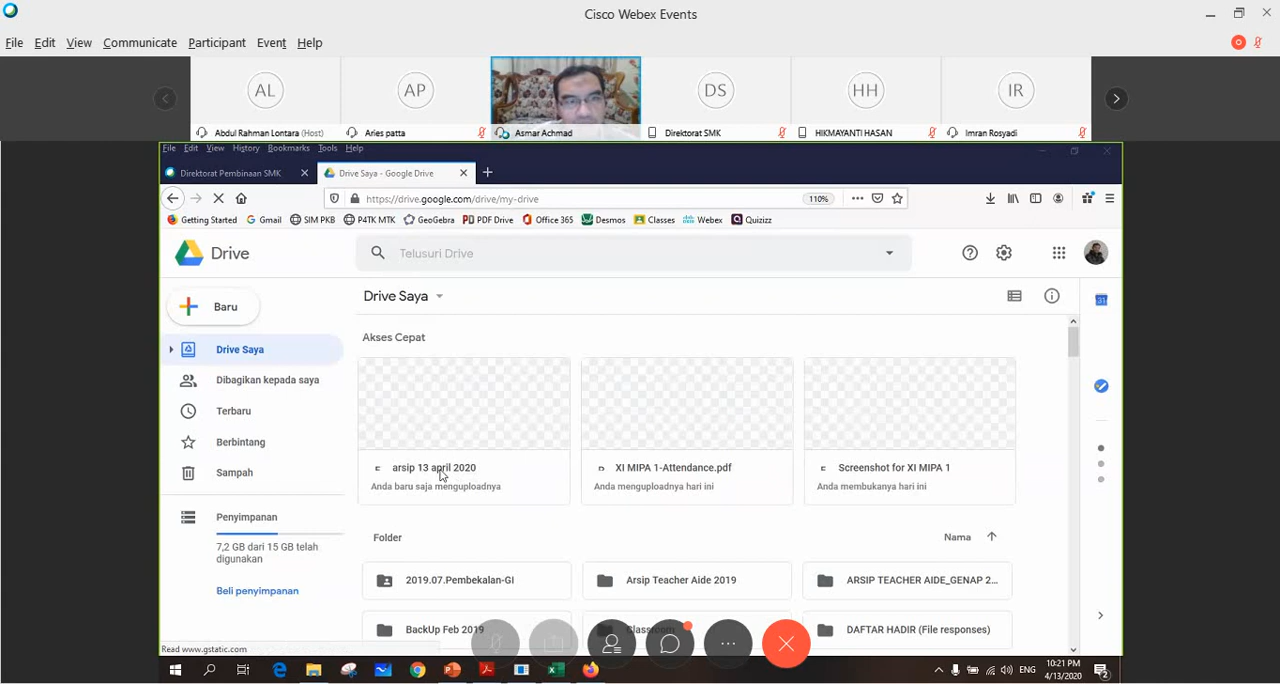 Cisco Webex Events
File Edit View Communicate Participant Event Help
AL AP DS HH IR
Abdul Rahman Lontara (Host) Aries patta Asmar Achmad Direktorat SMK HIKMAYANTI HASAN Imran Rosyadi
File Edit View History Bookmarks Tools Help
Direktorat Pembinaan SMK Drive Saya - Google Drive
https://drive.google.com/drive/my-drive 110%
Getting Started Gmail SIM PKB P4TK MTK GeoGebra PDF Drive Office 365 Desmos Classes Webex Quizizz
Drive Telusuri Drive
Baru
Drive Saya
Dibagikan kepada saya
Terbaru
Berbintang
Sampah
Penyimpanan
7,2 GB dari 15 GB telah
digunakan
Beli penyimpanan
Drive Saya
31
Akses Cepat
arsip 13 april 2020 XI MIPA 1-Attendance.pdf Screenshot for XI MIPA 1
Anda baru saja menguploadnya Anda menguploadnya hari ini Anda membukanya hari ini
Folder Nama
2019.07.Pembekalan-GI Arsip Teacher Aide 2019 ARSIP TEACHER AIDE_GENAP 2...
BackUp Feb 2019 Classroom DAFTAR HADIR (File responses)
Read www.gstatic.com
ENG 10:21 PM
4/13/2020 2